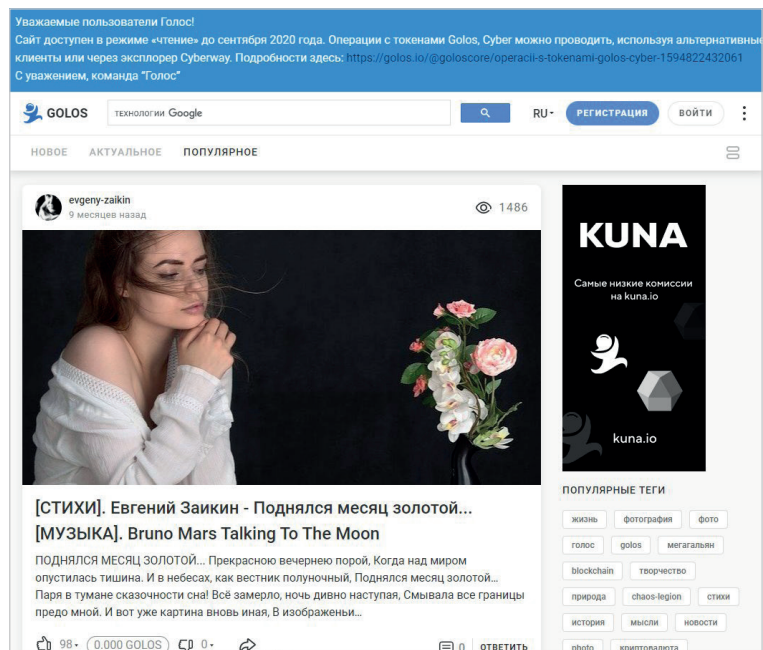 Уважаемые пользователи Голос!
Сайт доступен в режиме «чтение» до сентября 2020 года. Операции с токенами Golos, Cyber можно проводить, используя альтернативные
клиенты или через эксплорер Cyberway. Подробности здесь: https://golos.io/@goloscore/operacii-s-tokenami-golos-cyber-1594822432061
С уважением, команда "Голос"
GOLOS
ТЕХНОЛОГИИ Google
RU
РЕГИСТРАЦИЯ
ВОЙТИ
НОВОЕ АКТУАЛЬНОЕ ПОПУЛЯРНОЕ
evgeny-zaikin
9 месяцев назад
1486
KUNA
Самые низкие комиссии
на kuna.io
kuna.io
[СТИХИ]. Евгений Заикин - Поднялся месяц золотой...
[МУЗЫКА]. Bruno Mars Talking To The Moon
ПОДНЯЛСЯ МЕСЯЦ ЗОЛОТОЙ... Прекрасною вечернею порой, Когда над миром
опустилась тишина. И в небесах, как вестник полуночный, Поднялся месяц золотой...
Паря в тумане сказочности сна! Всё замерло, ночь дивно наступая, Смывала все границы
предо мной. И вот уже картина вновь иная, В изображеньи...
98
0.000 GOLOS
0
0
ОТВЕТИТЬ
ПОПУЛЯРНЫЕ ТЕГИ
жизнь фотография фото
голос golos мегагальян
blockchain творчество
природа chaos-legion стихи
история мысли новости
photo криптовалюта